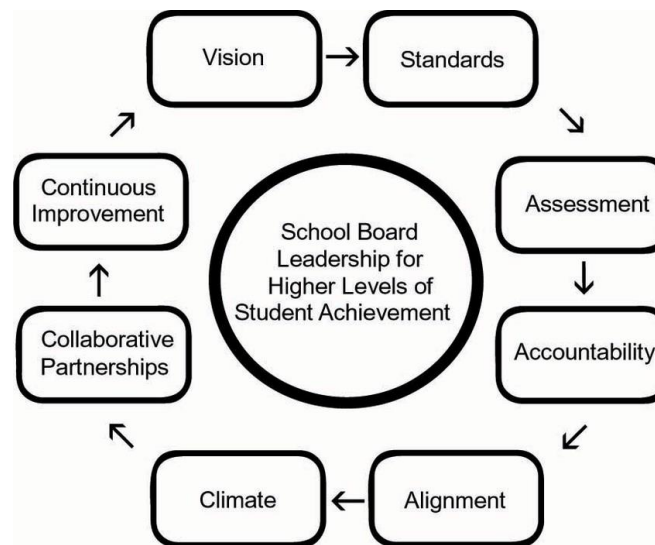 Vision
Standards
Assessment
Accountability
Alignment
Climate
Collaborative
Partnerships
Continuous
Improvement
School Board
Leadership for
Higher Levels of
Student Achievement